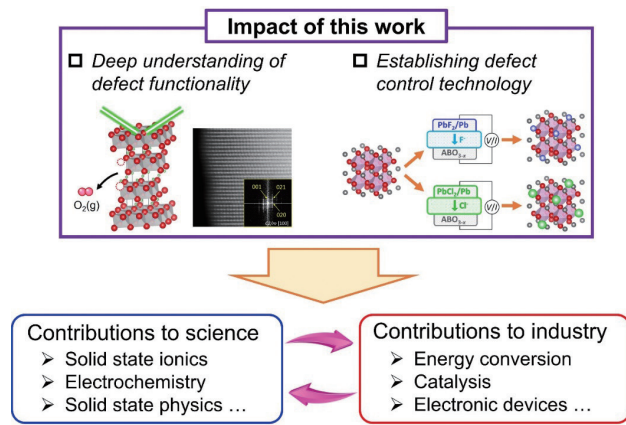 Impact of this work
Deep understanding of
defect functionality
Establishing defect
control technology
O₂(g)
001
021
020
PbF₂/Pb
F⁻
ABO₃₋ₓ
V/I
PbCl₂/Pb
Cl⁻
ABO₃₋ₓ
V/I
Contributions to science
Solid state ionics
Electrochemistry
Solid state physics …
Contributions to industry
Energy conversion
Catalysis
Electronic devices …